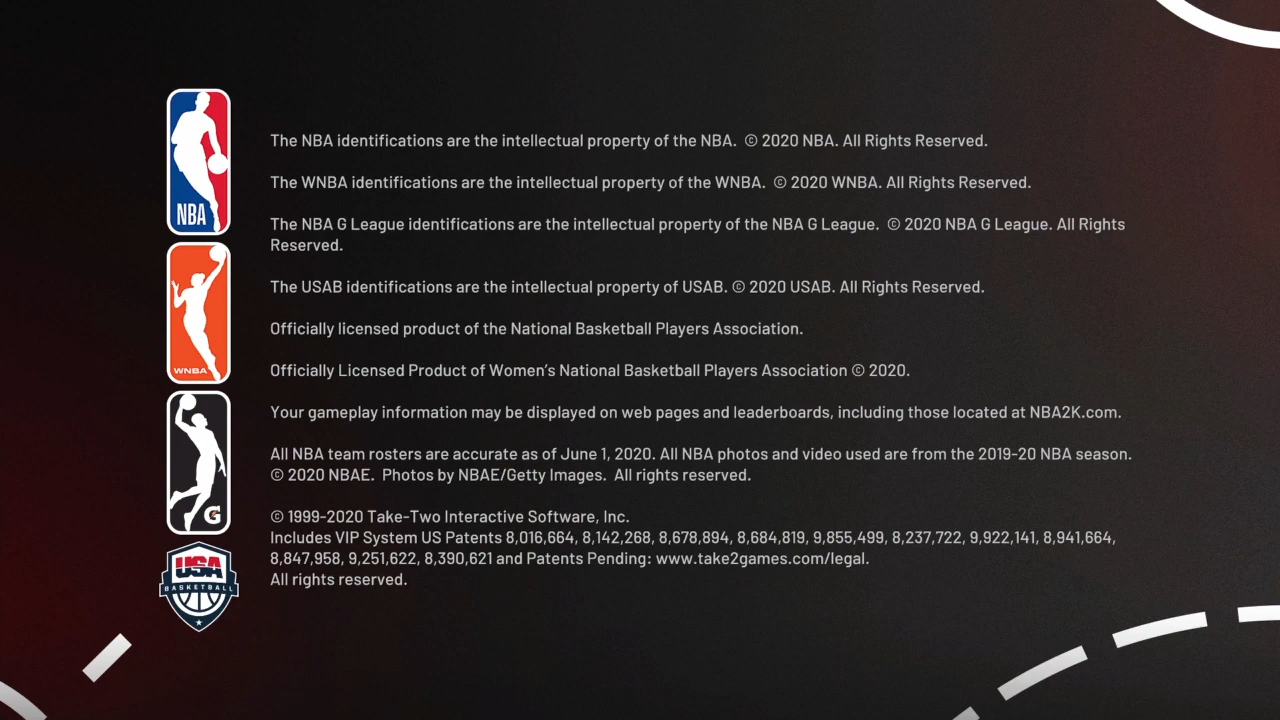 NBA
The NBA identifications are the intellectual property of the NBA.  © 2020 NBA. All Rights Reserved.
The WNBA identifications are the intellectual property of the WNBA.  © 2020 WNBA. All Rights Reserved.
The NBA G League identifications are the intellectual property of the NBA G League.  © 2020 NBA G League. All Rights
Reserved.
WNBA
The USAB identifications are the intellectual property of USAB. © 2020 USAB. All Rights Reserved.
Officially licensed product of the National Basketball Players Association.
Officially Licensed Product of Women’s National Basketball Players Association © 2020.
G
Your gameplay information may be displayed on web pages and leaderboards, including those located at NBA2K.com.
All NBA team rosters are accurate as of June 1, 2020. All NBA photos and video used are from the 2019-20 NBA season.
© 2020 NBAE.  Photos by NBAE/Getty Images.  All rights reserved.
USA
BASKETBALL
© 1999-2020 Take-Two Interactive Software, Inc.
Includes VIP System US Patents 8,016,664, 8,142,268, 8,678,894, 8,684,819, 9,855,499, 8,237,722, 9,922,141, 8,941,664,
8,847,958, 9,251,622, 8,390,621 and Patents Pending: www.take2games.com/legal.
All rights reserved.